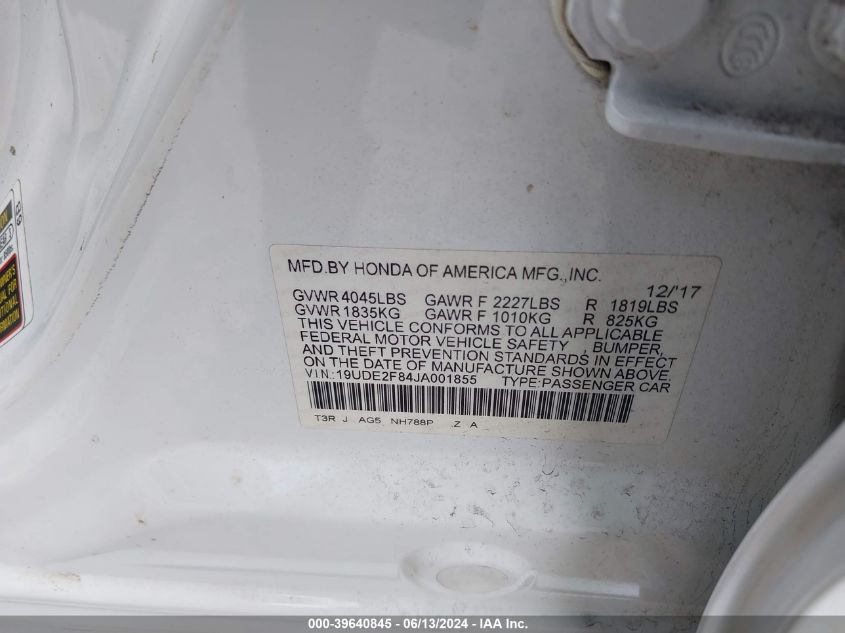 MFD.BY HONDA OF AMERICA MFG.,INC.
12/'17
GVWR 4045LBS GAWR F 2227LBS R 1819LBS
GVWR 1835KG GAWR F 1010KG R 825KG
THIS VEHICLE CONFORMS TO ALL APPLICABLE
FEDERAL MOTOR VEHICLE SAFETY , BUMPER,
AND THEFT PREVENTION STANDARDS IN EFFECT
ON THE DATE OF MANUFACTURE SHOWN ABOVE.
VIN:19UDE2F84JA001855 TYPE:PASSENGER CAR
T3R J AG5 NH788P .Z A
000-39640845 - 06/13/2024 - IAA Inc.